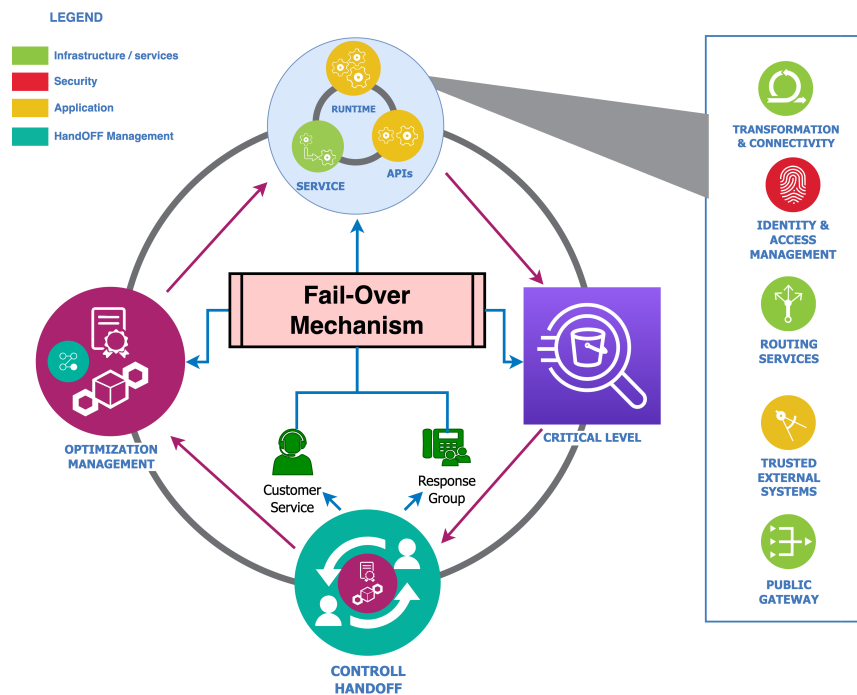 LEGEND
Infrastructure / services
Security
Application
HandOFF Management
RUNTIME
SERVICE
APIs
Fail-Over
Mechanism
OPTIMIZATION
MANAGEMENT
CRITICAL LEVEL
Customer
Service
Response
Group
CONTROLL
HANDOFF
TRANSFORMATION
& CONNECTIVITY
IDENTITY &
ACCESS
MANAGEMENT
ROUTING
SERVICES
TRUSTED
EXTERNAL
SYSTEMS
PUBLIC
GATEWAY